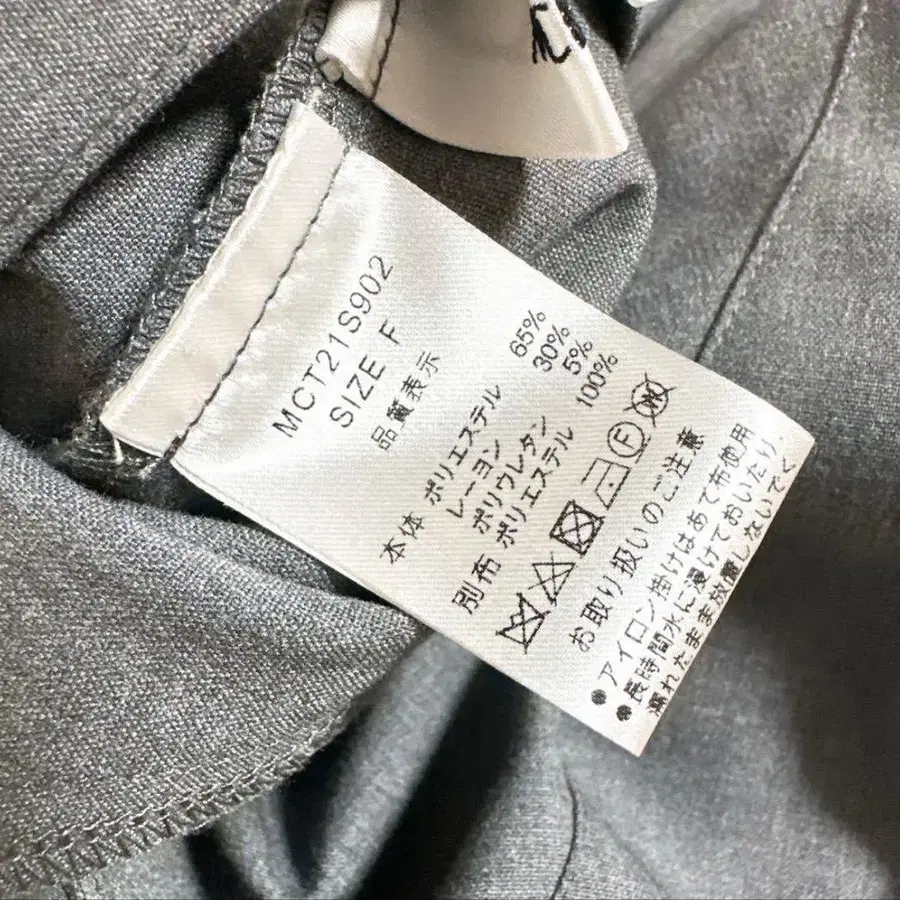 MCT21S902
SIZE F
品質表示
本体 ポリエステル 65%
レーヨン 30%
ポリウレタン 5%
別布 ポリエステル 100%
お取り扱いのご注意
●アイロン掛けはあて布使用
●長時間水に浸けておいたり、
濡れたまま放置しないでく